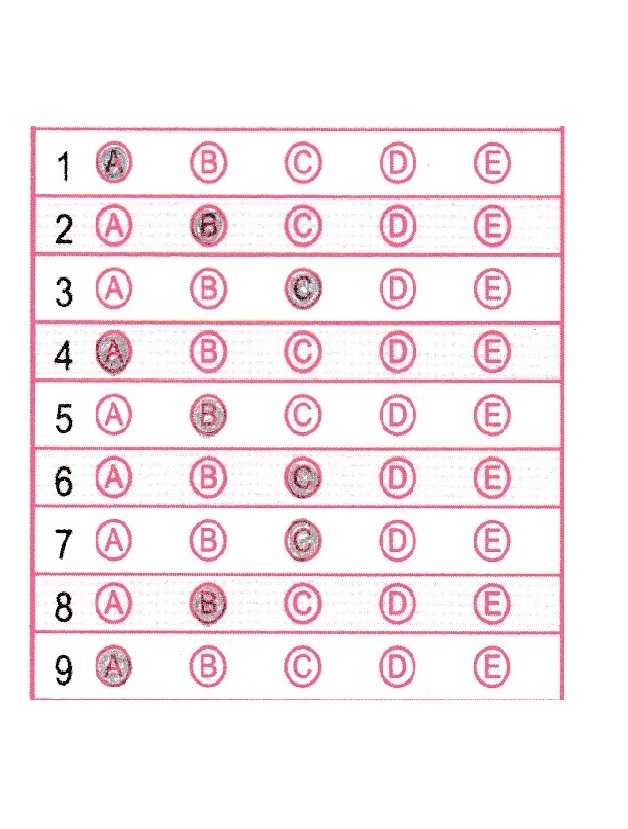 1 A B C D E
2 A B C D E
3 A B C D E
4 A B C D E
5 A B C D E
6 A B C D E
7 A B C D E
8 A B C D E
9 A B C D E